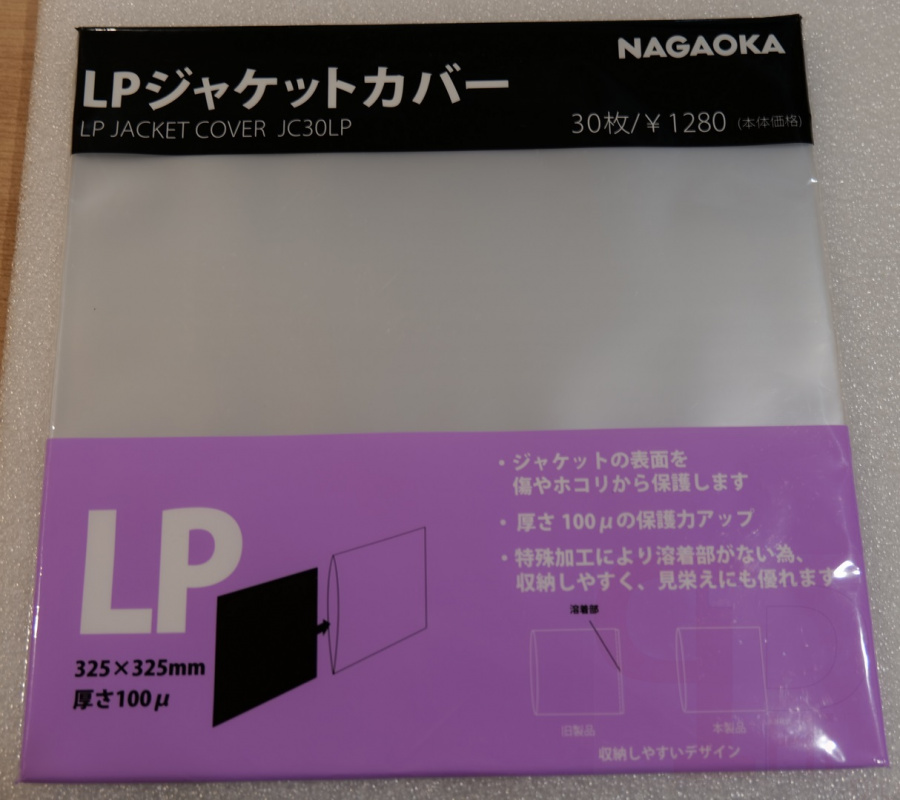 NAGAOKA
LPジャケットカバー
LP JACKET COVER JC30LP
30枚/¥1280 (本体価格)
・ジャケットの表面を
傷やホコリから保護します
・厚さ100μの保護力アップ
・特殊加工により溶着部がない為、
収納しやすく、見栄えにも優れます
LP
325×325mm
厚さ100μ
溶着部
旧製品
本製品
収納しやすいデザイン